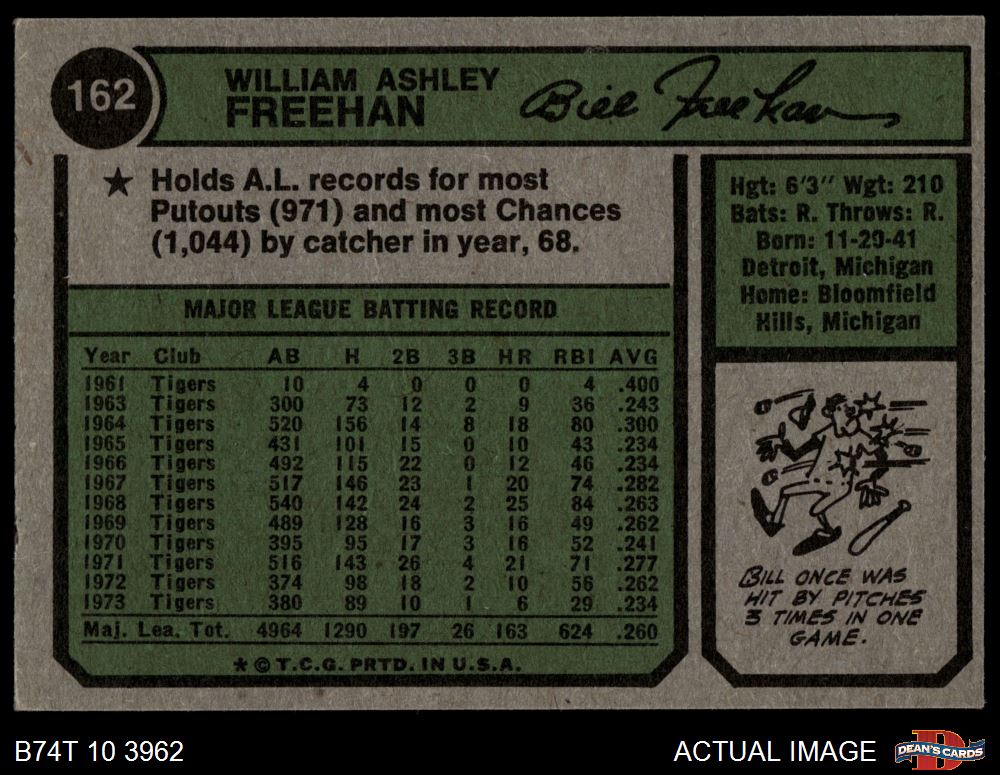 162
WILLIAM ASHLEY
FREEHAN
Bill Freehan
★ Holds A.L. records for most
Putouts (971) and most Chances
(1,044) by catcher in year, 68.
Hgt: 6'3" Wgt: 210
Bats: R. Throws: R.
Born: 11-29-41
Detroit, Michigan
Home: Bloomfield
Hills, Michigan
MAJOR LEAGUE BATTING RECORD
Year Club AB H 2B 3B HR RBI AVG
1961 Tigers 10 4 0 0 0 4 .400
1963 Tigers 300 73 12 2 9 36 .243
1964 Tigers 520 156 14 8 18 80 .300
1965 Tigers 431 101 15 0 10 43 .234
1966 Tigers 492 115 22 0 12 46 .234
1967 Tigers 517 146 23 1 20 74 .282
1968 Tigers 540 142 24 2 25 84 .263
1969 Tigers 489 128 16 3 16 49 .262
1970 Tigers 395 95 17 3 16 52 .241
1971 Tigers 516 143 26 4 21 71 .277
1972 Tigers 374 98 18 2 10 56 .262
1973 Tigers 380 89 10 1 6 29 .234
Maj. Lea. Tot. 4964 1290 197 26 163 624 .260
* © T.C.G. PRTD. IN U.S.A.
BILL ONCE WAS
HIT BY PITCHES
3 TIMES IN ONE
GAME.
B74T 10 3962
ACTUAL IMAGE
D
DEAN'S CARDS